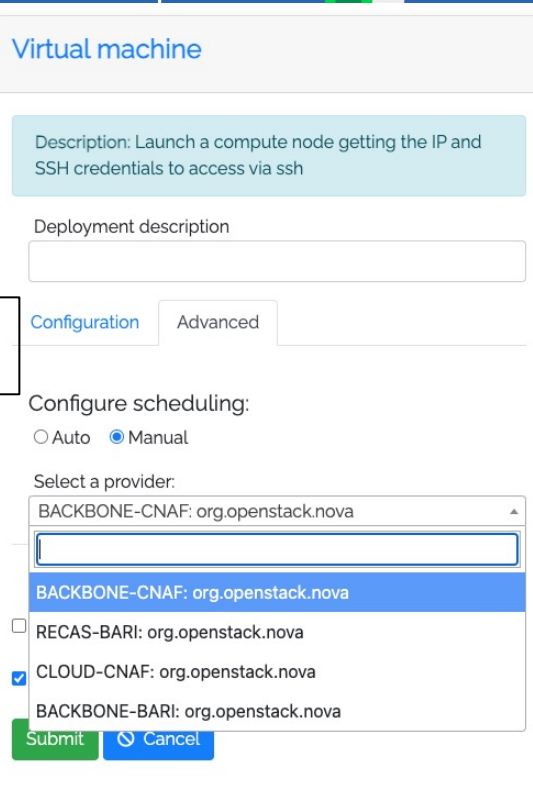 Virtual machine
Description: Launch a compute node getting the IP and
SSH credentials to access via ssh
Deployment description
Configuration
Advanced
Configure scheduling:
Auto
Manual
Select a provider:
BACKBONE-CNAF: org.openstack.nova
BACKBONE-CNAF: org.openstack.nova
RECAS-BARI: org.openstack.nova
CLOUD-CNAF: org.openstack.nova
BACKBONE-BARI: org.openstack.nova
Submit
Cancel